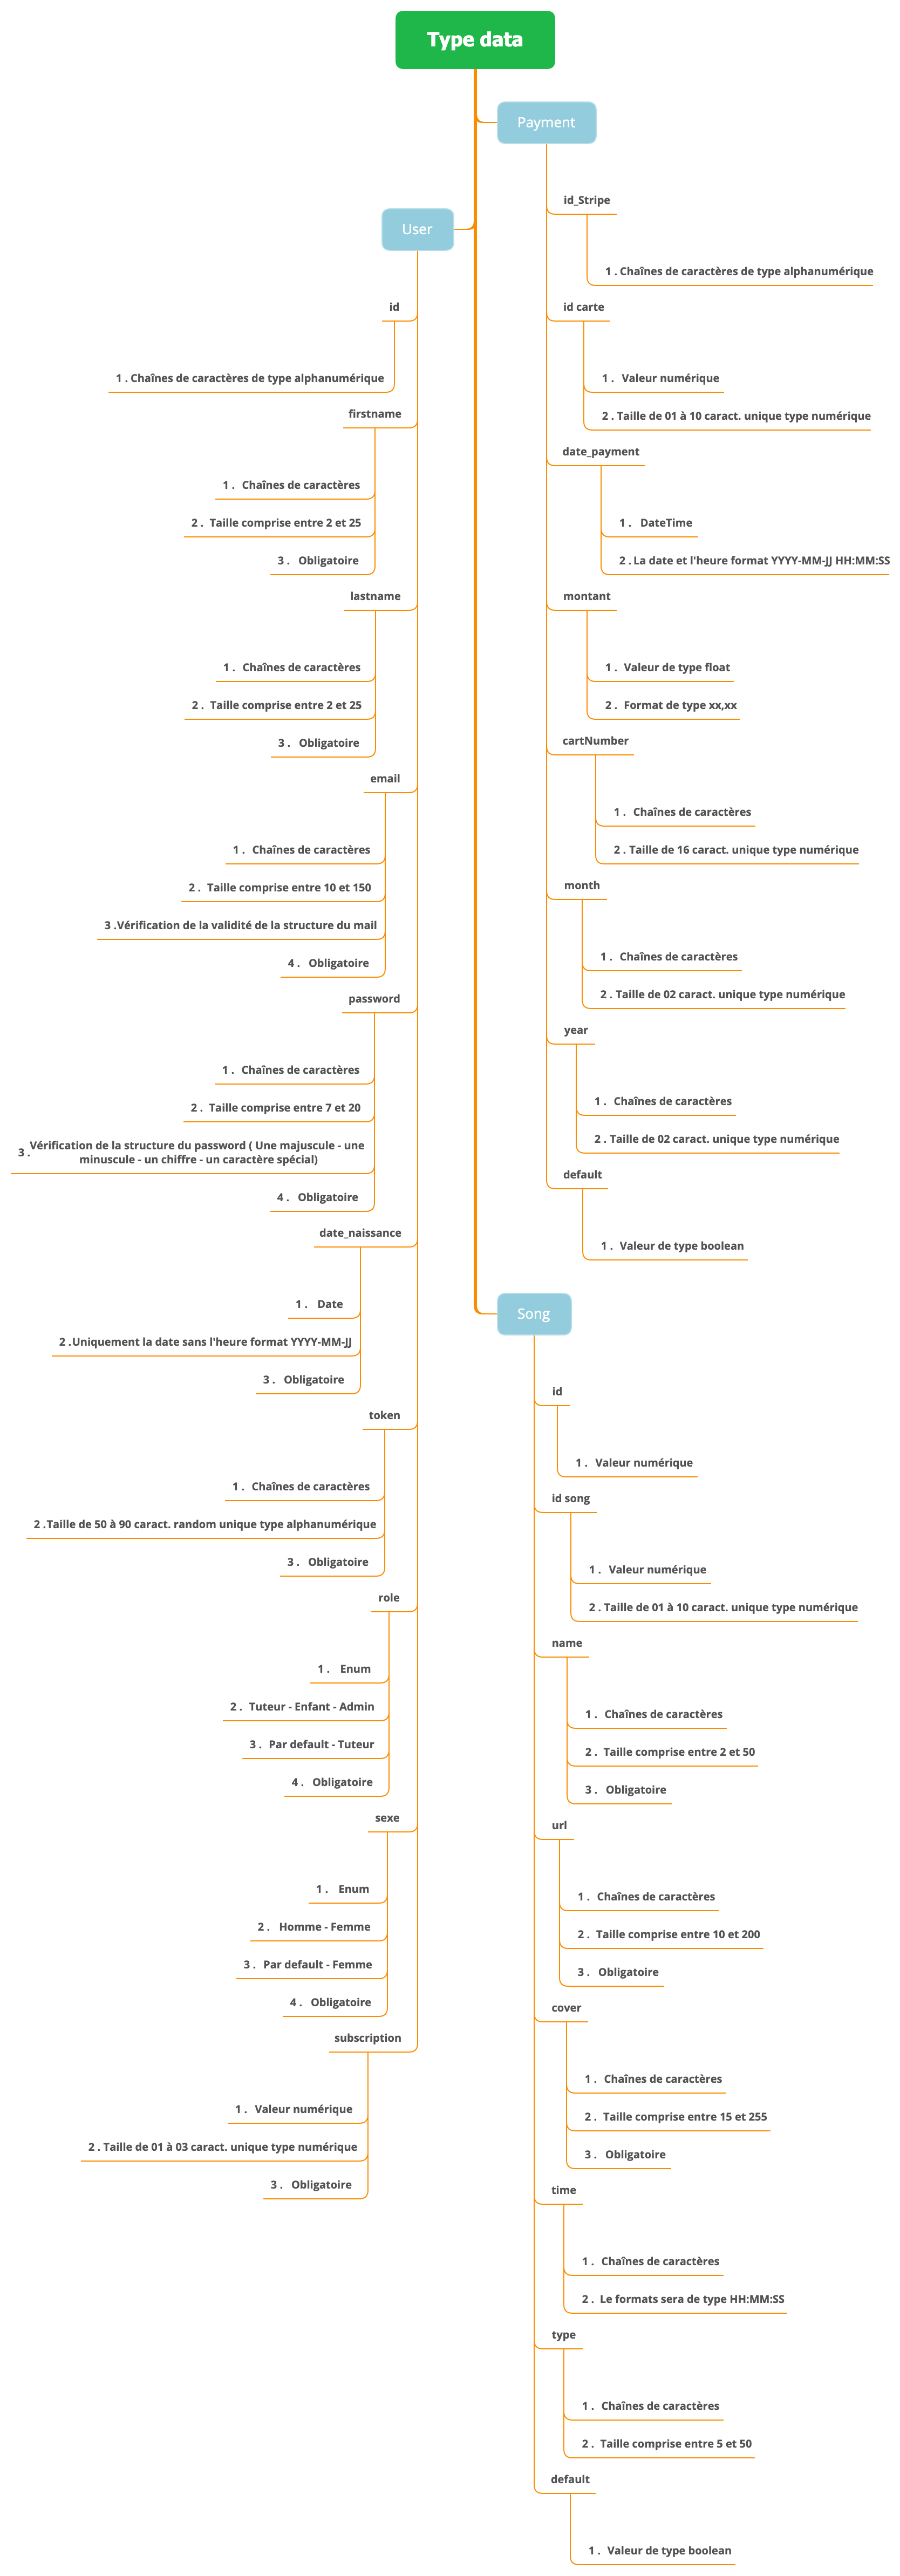 Type data
Payment
id_Stripe
1 . Chaînes de caractères de type alphanumérique
id carte
1 . Valeur numérique
2 . Taille de 01 à 10 caract. unique type numérique
date_payment
1 . DateTime
2 . La date et l'heure format YYYY-MM-JJ HH:MM:SS
montant
1 . Valeur de type float
2 . Format de type xx,xx
cartNumber
1 . Chaînes de caractères
2 . Taille de 16 caract. unique type numérique
month
1 . Chaînes de caractères
2 . Taille de 02 caract. unique type numérique
year
1 . Chaînes de caractères
2 . Taille de 02 caract. unique type numérique
default
1 . Valeur de type boolean
User
id
1 . Chaînes de caractères de type alphanumérique
firstname
1 . Chaînes de caractères
2 . Taille comprise entre 2 et 25
3 . Obligatoire
lastname
1 . Chaînes de caractères
2 . Taille comprise entre 2 et 25
3 . Obligatoire
email
1 . Chaînes de caractères
2 . Taille comprise entre 10 et 150
3 .Vérification de la validité de la structure du mail
4 . Obligatoire
password
1 . Chaînes de caractères
2 . Taille comprise entre 7 et 20
3 . Vérification de la structure du password ( Une majuscule - une
minuscule - un chiffre - un caractère spécial)
4 . Obligatoire
date_naissance
1 . Date
2 .Uniquement la date sans l'heure format YYYY-MM-JJ
3 . Obligatoire
token
1 . Chaînes de caractères
2 .Taille de 50 à 90 caract. random unique type alphanumérique
3 . Obligatoire
role
1 . Enum
2 . Tuteur - Enfant - Admin
3 . Par default - Tuteur
4 . Obligatoire
sexe
1 . Enum
2 . Homme - Femme
3 . Par default - Femme
4 . Obligatoire
subscription
1 . Valeur numérique
2 . Taille de 01 à 03 caract. unique type numérique
3 . Obligatoire
Song
id
1 . Valeur numérique
id song
1 . Valeur numérique
2 . Taille de 01 à 10 caract. unique type numérique
name
1 . Chaînes de caractères
2 . Taille comprise entre 2 et 50
3 . Obligatoire
url
1 . Chaînes de caractères
2 . Taille comprise entre 10 et 200
3 . Obligatoire
cover
1 . Chaînes de caractères
2 . Taille comprise entre 15 et 255
3 . Obligatoire
time
1 . Chaînes de caractères
2 . Le formats sera de type HH:MM:SS
type
1 . Chaînes de caractères
2 . Taille comprise entre 5 et 50
default
1 . Valeur de type boolean